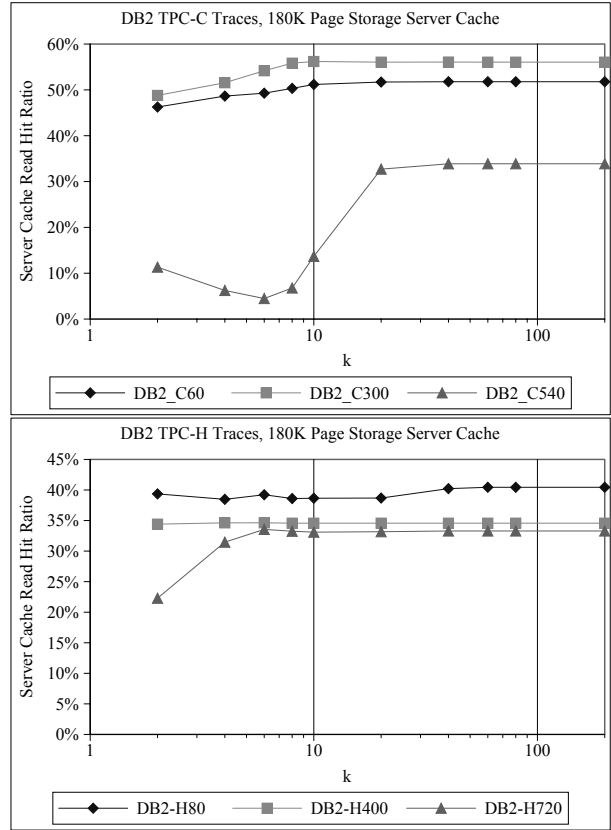 DB2 TPC-C Traces, 180K Page Storage Server Cache
60%
50%
40%
30%
20%
10%
0%
Server Cache Read Hit Ratio
1
10
100
k
DB2_C60
DB2_C300
DB2_C540
DB2 TPC-H Traces, 180K Page Storage Server Cache
45%
40%
35%
30%
25%
20%
15%
10%
5%
0%
Server Cache Read Hit Ratio
1
10
100
k
DB2-H80
DB2-H400
DB2-H720